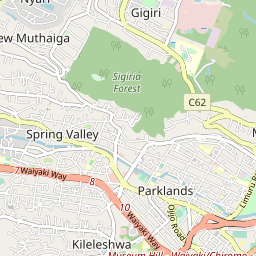 Nyari
Gigiri
New Muthaiga
Sigiria
Forest
C62
Spring Valley
7 Waiyaki Way
8
Parklands
10
Waiyaki Way
Ojijo Road
Limuru Road
Kileleshwa
Museum Hill - Waiyaki/Chiromo